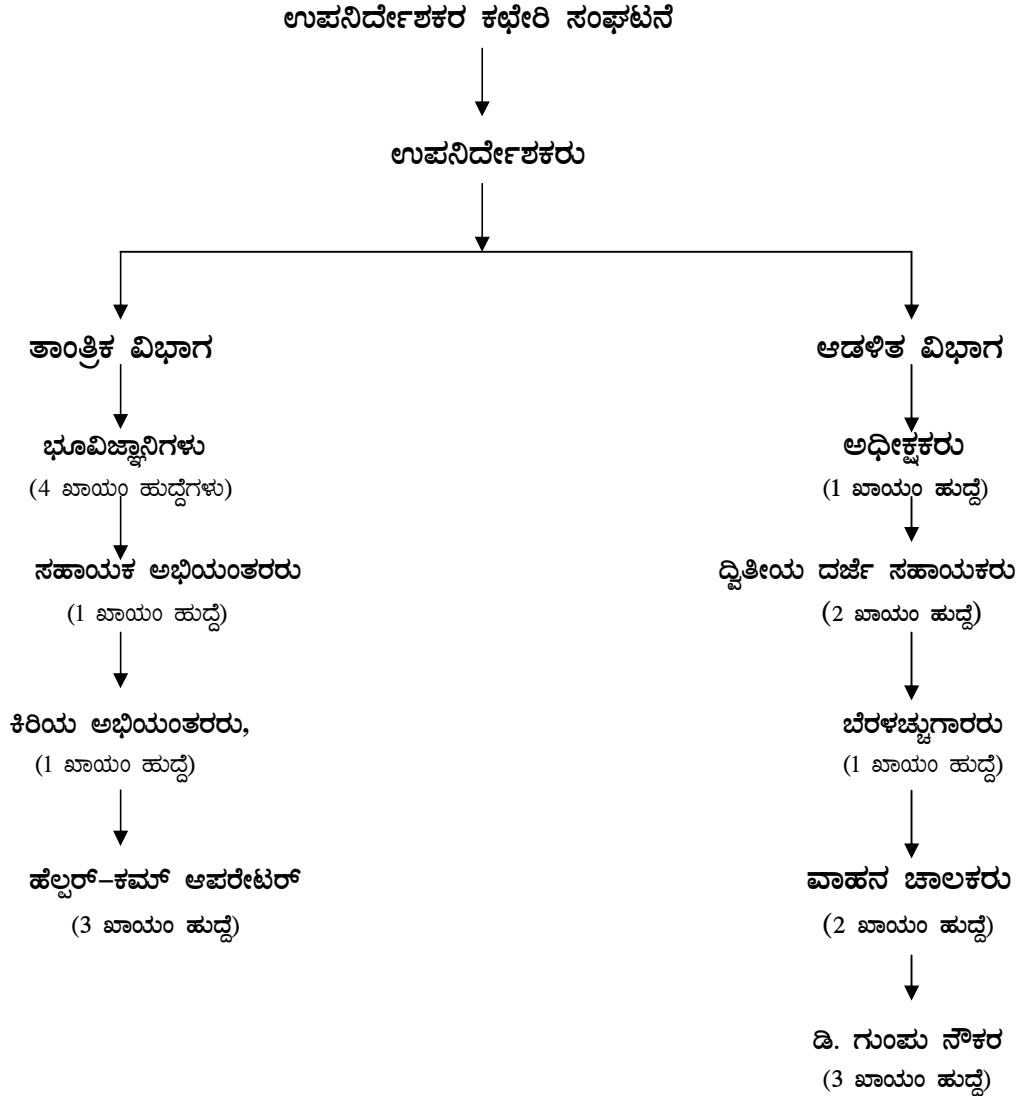 ಉಪನಿರ್ದೇಶಕರ ಕಛೇರಿ ಸಂಘಟನೆ
ಉಪನಿರ್ದೇಶಕರು
ತಾಂತ್ರಿಕ ವಿಭಾಗ
ಭೂವಿಜ್ಞಾನಿಗಳು
(4 ಖಾಯಂ ಹುದ್ದೆಗಳು)
ಸಹಾಯಕ ಅಭಿಯಂತರರು
(1 ಖಾಯಂ ಹುದ್ದೆ)
ಕಿರಿಯ ಅಭಿಯಂತರರು,
(1 ಖಾಯಂ ಹುದ್ದೆ)
ಹೆಲ್ಪರ್–ಕಮ್ ಆಪರೇಟರ್
(3 ಖಾಯಂ ಹುದ್ದೆ)
ಆಡಳಿತ ವಿಭಾಗ
ಅಧೀಕ್ಷಕರು
(1 ಖಾಯಂ ಹುದ್ದೆ)
ದ್ವಿತೀಯ ದರ್ಜೆ ಸಹಾಯಕರು
(2 ಖಾಯಂ ಹುದ್ದೆ)
ಬೆರಳಚ್ಚುಗಾರರು
(1 ಖಾಯಂ ಹುದ್ದೆ)
ವಾಹನ ಚಾಲಕರು
(2 ಖಾಯಂ ಹುದ್ದೆ)
ಡಿ. ಗುಂಪು ನೌಕರ
(3 ಖಾಯಂ ಹುದ್ದೆ)